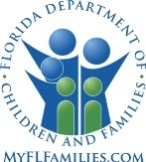 • FLORIDA DEPARTMENT OF •
CHILDREN AND FAMILIES
MYFLFAMILIES.COM